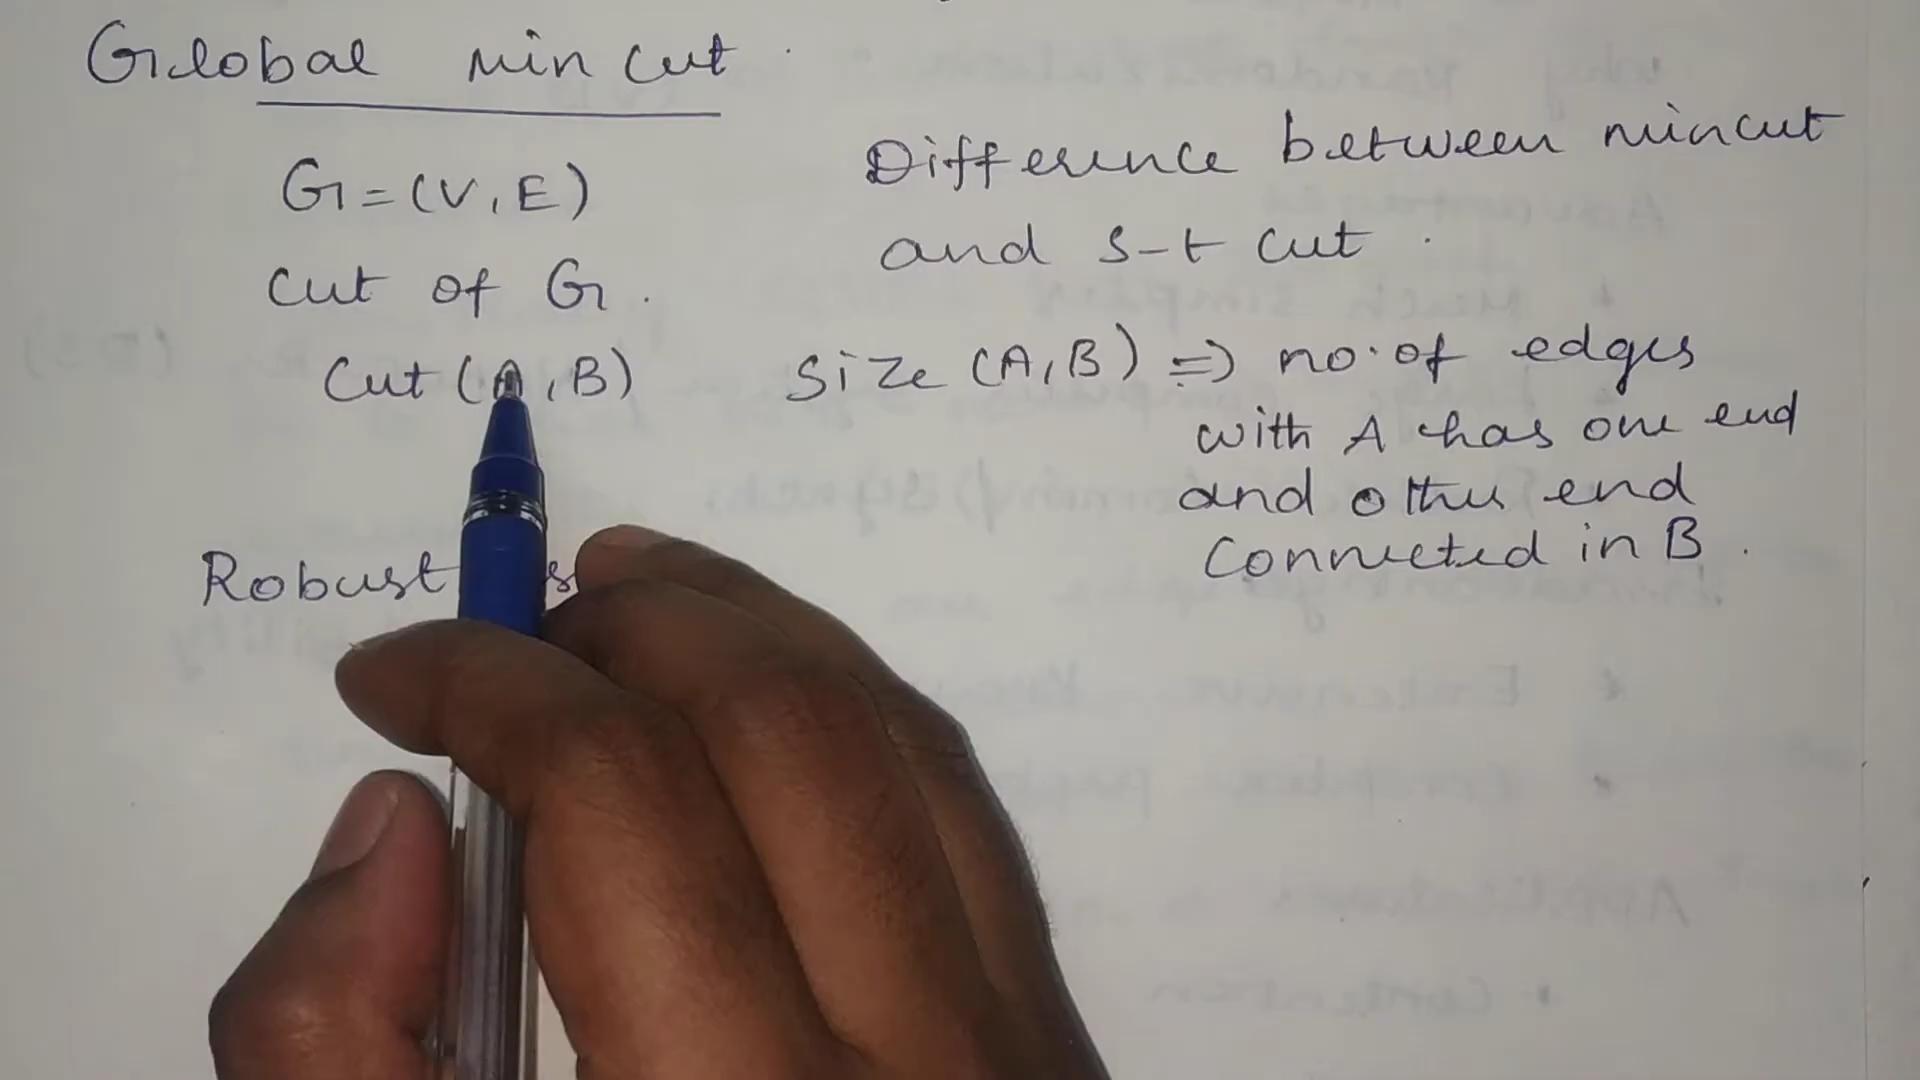 Global min cut
G = (V, E)
Cut of G.
Cut (A, B)
Robust
Difference between mincut
and s-t cut.
Size (A, B) => no. of edges
with A has one end
and other end
connected in B.